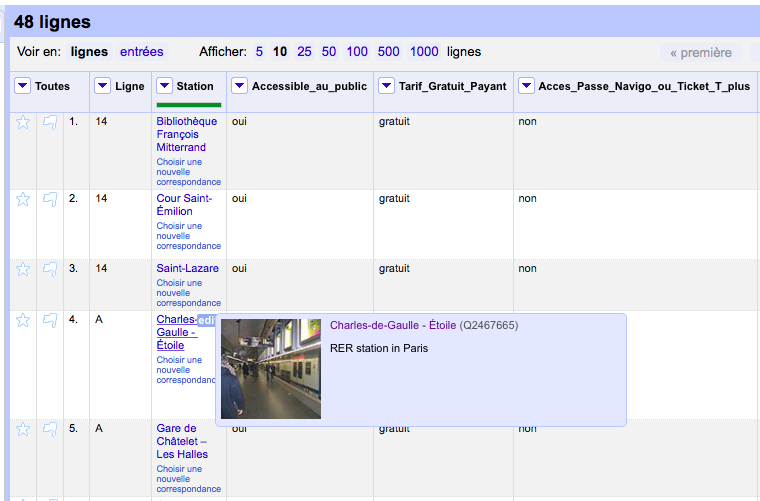 48 lignes
Voir en: lignes entrées Afficher: 5 10 25 50 100 500 1000 lignes « première
Toutes Ligne Station Accessible_au_public Tarif_Gratuit_Payant Acces_Passe_Navigo_ou_Ticket_T_plus
1. 14 Bibliothèque oui gratuit non
François
Mitterrand
Choisir une
nouvelle
correspondance
2. 14 Cour Saint- oui gratuit non
Émilion
Choisir une
nouvelle
correspondance
3. 14 Saint-Lazare oui gratuit non
Choisir une
nouvelle
correspondance
4. A Charles- edit
Gaulle -
Étoile
Choisir une
nouvelle
correspondance
Charles-de-Gaulle - Étoile (Q2467665)
RER station in Paris
5. A Gare de oui gratuit non
Châtelet –
Les Halles
Choisir une
nouvelle
correspondance